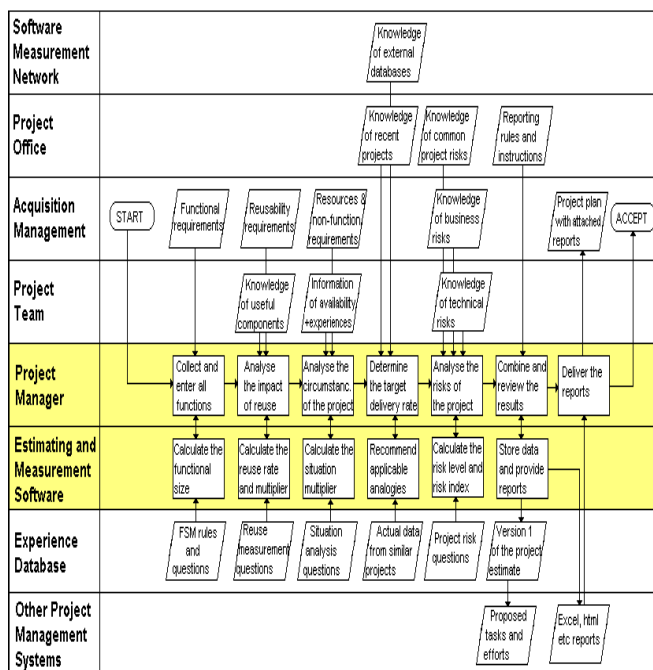 Software
Measurement
Network
Knowledge
of external
databases
Project
Office
Knowledge
of recent
projects
Knowledge
of common
project risks
Reporting
rules and
instructions
Acquisition
Management
START
Functional
requirements
Reusability
requirements
Resources &
non-function.
requirements
Knowledge
of business
risks
Project plan
with attached
reports
ACCEPT
Project
Team
Knowledge
of useful
components
Information
of availability
+experiences
Knowledge
of technical
risks
Project
Manager
Collect and
enter all
functions
Analyse
the impact
of reuse
Analyse the
circumstanc.
of the project
Determine
the target
delivery rate
Analyse the
risks of
the project
Combine and
review the
results
Deliver the
reports
Estimating and
Measurement
Software
Calculate the
functional
size
Calculate the
reuse rate
and multiplier
Calculate the
situation
multiplier
Recommend
applicable
analogies
Calculate
the risk
level and
risk index
Store data
and provide
reports
Experience
Database
FSM rules
and
questions
Reuse
measurement
questions
Situation
analysis
questions
Actual data
from similar
projects
Project risk
questions
Version 1
of the project
estimate
Other Project
Management
Systems
Proposed
tasks and
efforts
Excel, html
etc reports